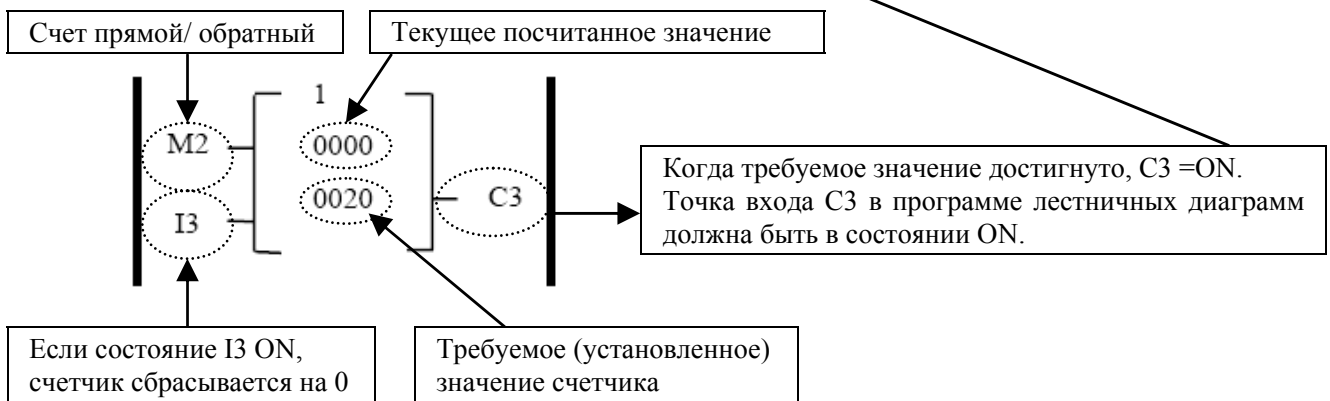 Счет прямой/ обратный
Текущее посчитанное значение
1
M2
0000
Когда требуемое значение достигнуто, С3 =ON.
Точка входа С3 в программе лестничных диаграмм
должна быть в состоянии ON.
0020
C3
I3
Если состояние I3 ON,
счетчик сбрасывается на 0
Требуемое (установленное)
значение счетчика